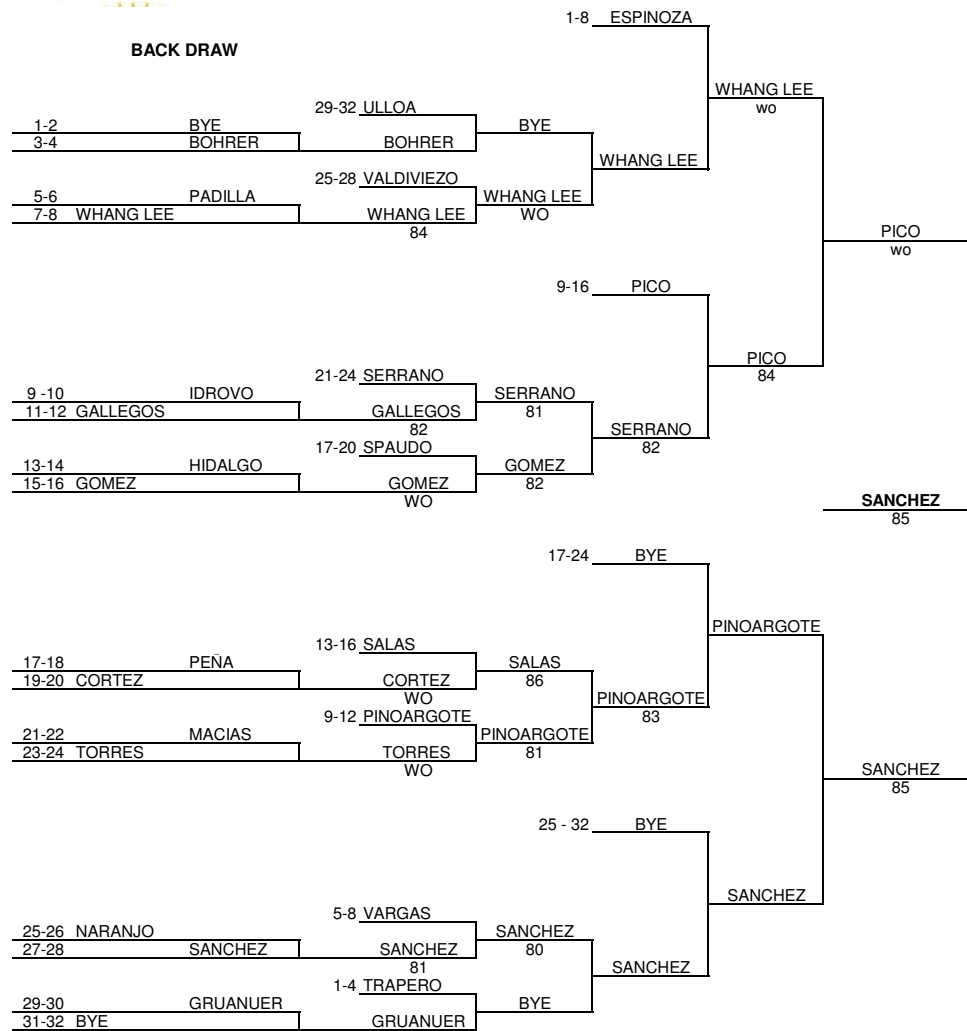 1-8 ESPINOZA
BACK DRAW
WHANG LEE
wo
29-32 ULLOA
1-2 BYE BYE
3-4 BOHRER BOHRER
WHANG LEE
25-28 VALDIVIEZO
5-6 PADILLA WHANG LEE
7-8 WHANG LEE WHANG LEE WO
84
PICO
wo
9-16 PICO
PICO
84
21-24 SERRANO
9 -10 IDROVO SERRANO
11-12 GALLEGOS GALLEGOS 81
82
SERRANO
82
17-20 SPAUDO
13-14 HIDALGO GOMEZ
15-16 GOMEZ GOMEZ 82
WO
SANCHEZ
85
17-24 BYE
PINOARGOTE
13-16 SALAS
17-18 PEÑA SALAS
19-20 CORTEZ CORTEZ 86
WO
PINOARGOTE
83
9-12 PINOARGOTE
21-22 MACIAS PINOARGOTE
23-24 TORRES TORRES 81
WO
SANCHEZ
85
25 - 32 BYE
SANCHEZ
5-8 VARGAS
25-26 NARANJO SANCHEZ
27-28 SANCHEZ SANCHEZ 80
81
SANCHEZ
1-4 TRAPERO
29-30 GRUANUER BYE
31-32 BYE GRUANUER